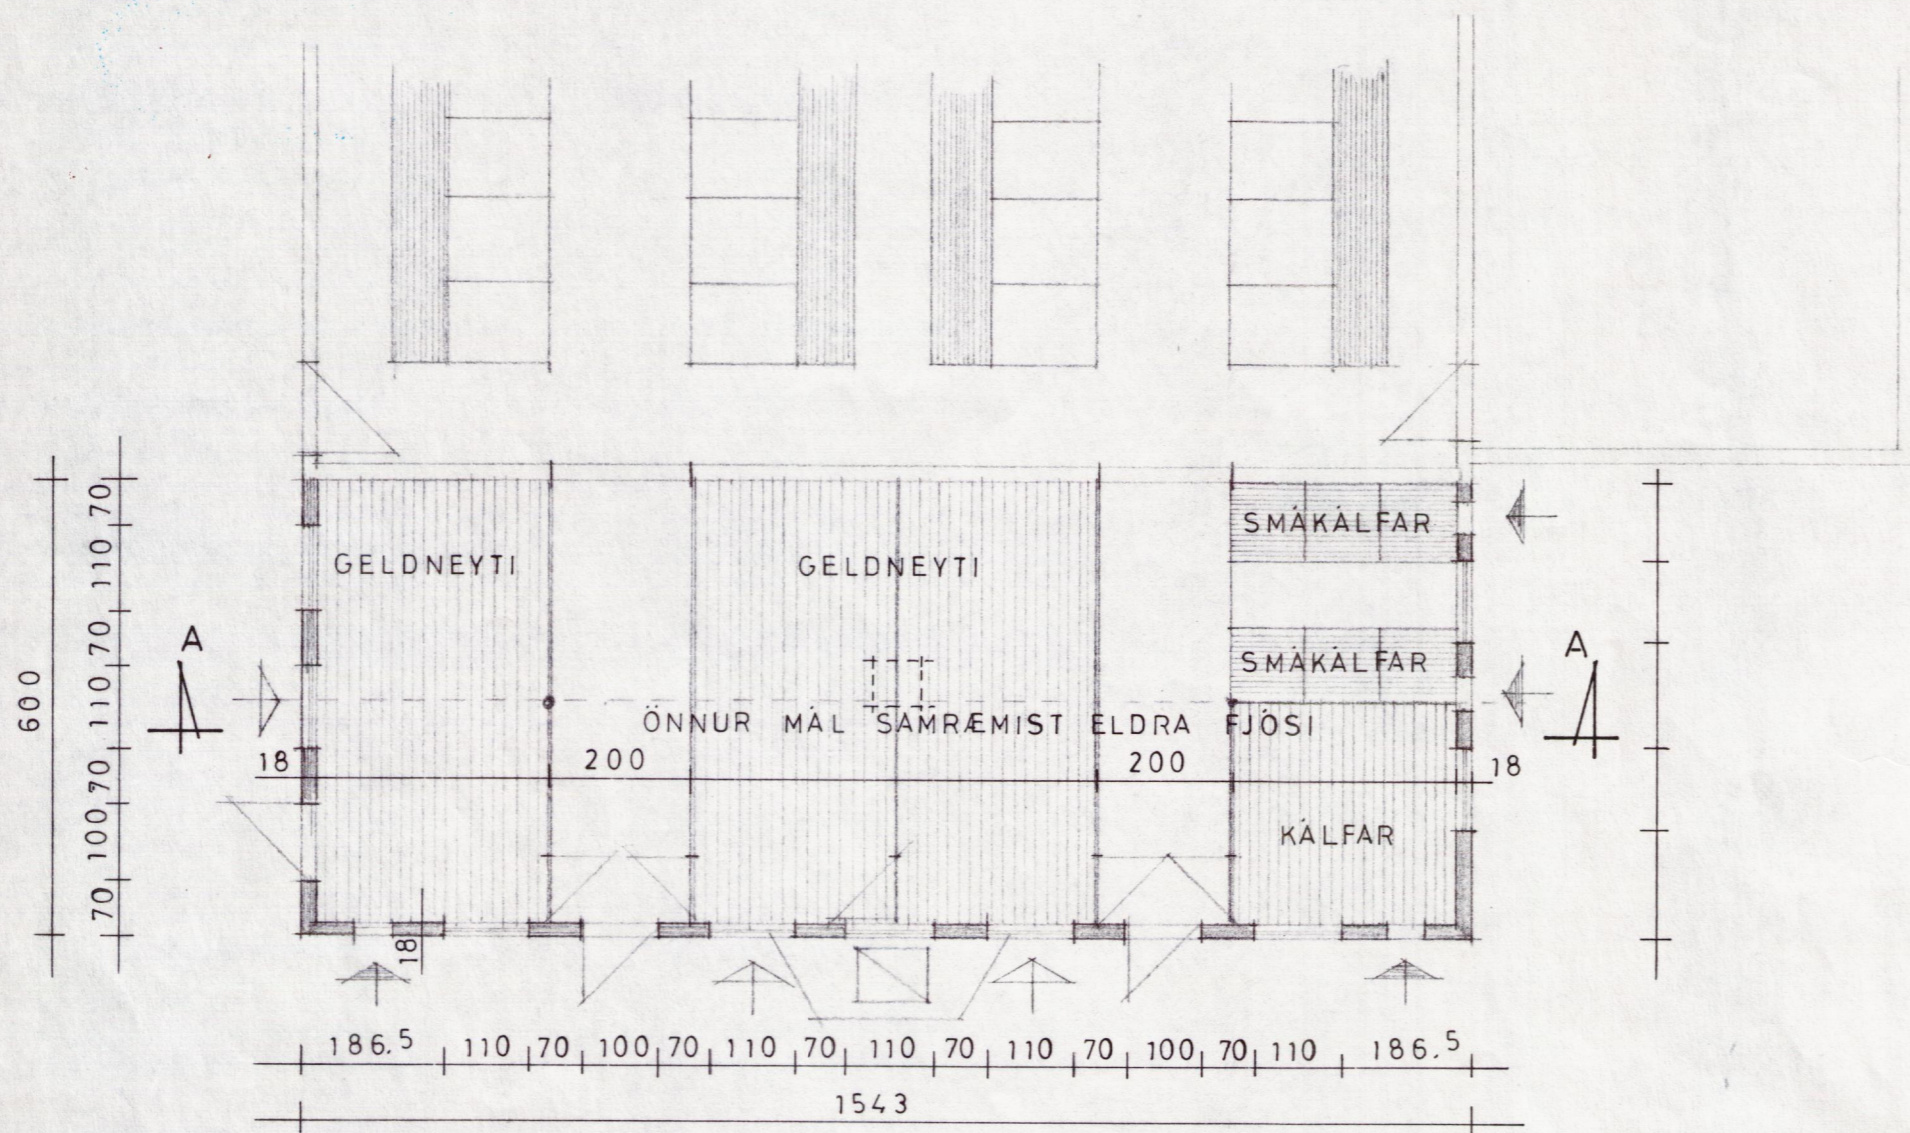 SMÁKÁLFAR
GELDNEYTI
GELDNEYTI
A
SMÁKÁLFAR
A
ÖNNUR MÁL SAMRÆMIST ELDRA FJÓSI
18
200
200
18
KÁLFAR
600
70
110
70
110
70
100
70
18
186.5 110 70 100 70 110 70 110 70 110 70 100 70 110 186.5
1543